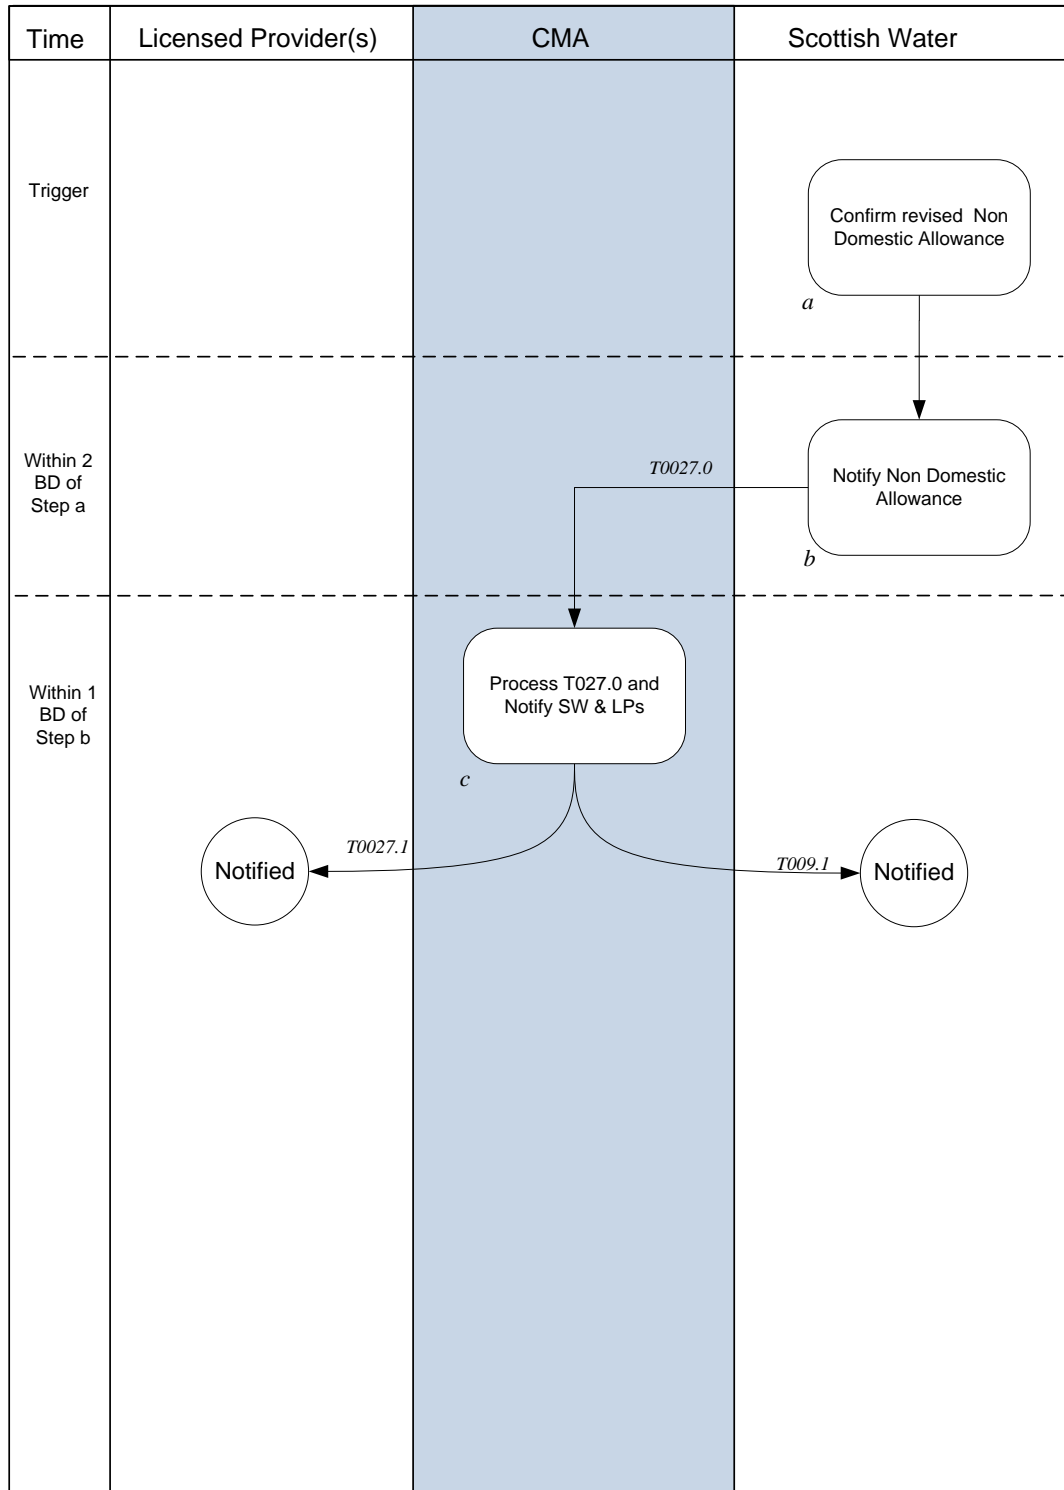 Time
Licensed Provider(s)
CMA
Scottish Water
Trigger
Confirm revised Non
Domestic Allowance
a
Within 2
BD of
Step a
T0027.0
Notify Non Domestic
Allowance
b
Within 1
BD of
Step b
Process T027.0 and
Notify SW & LPs
c
T0027.1
T009.1
Notified
Notified